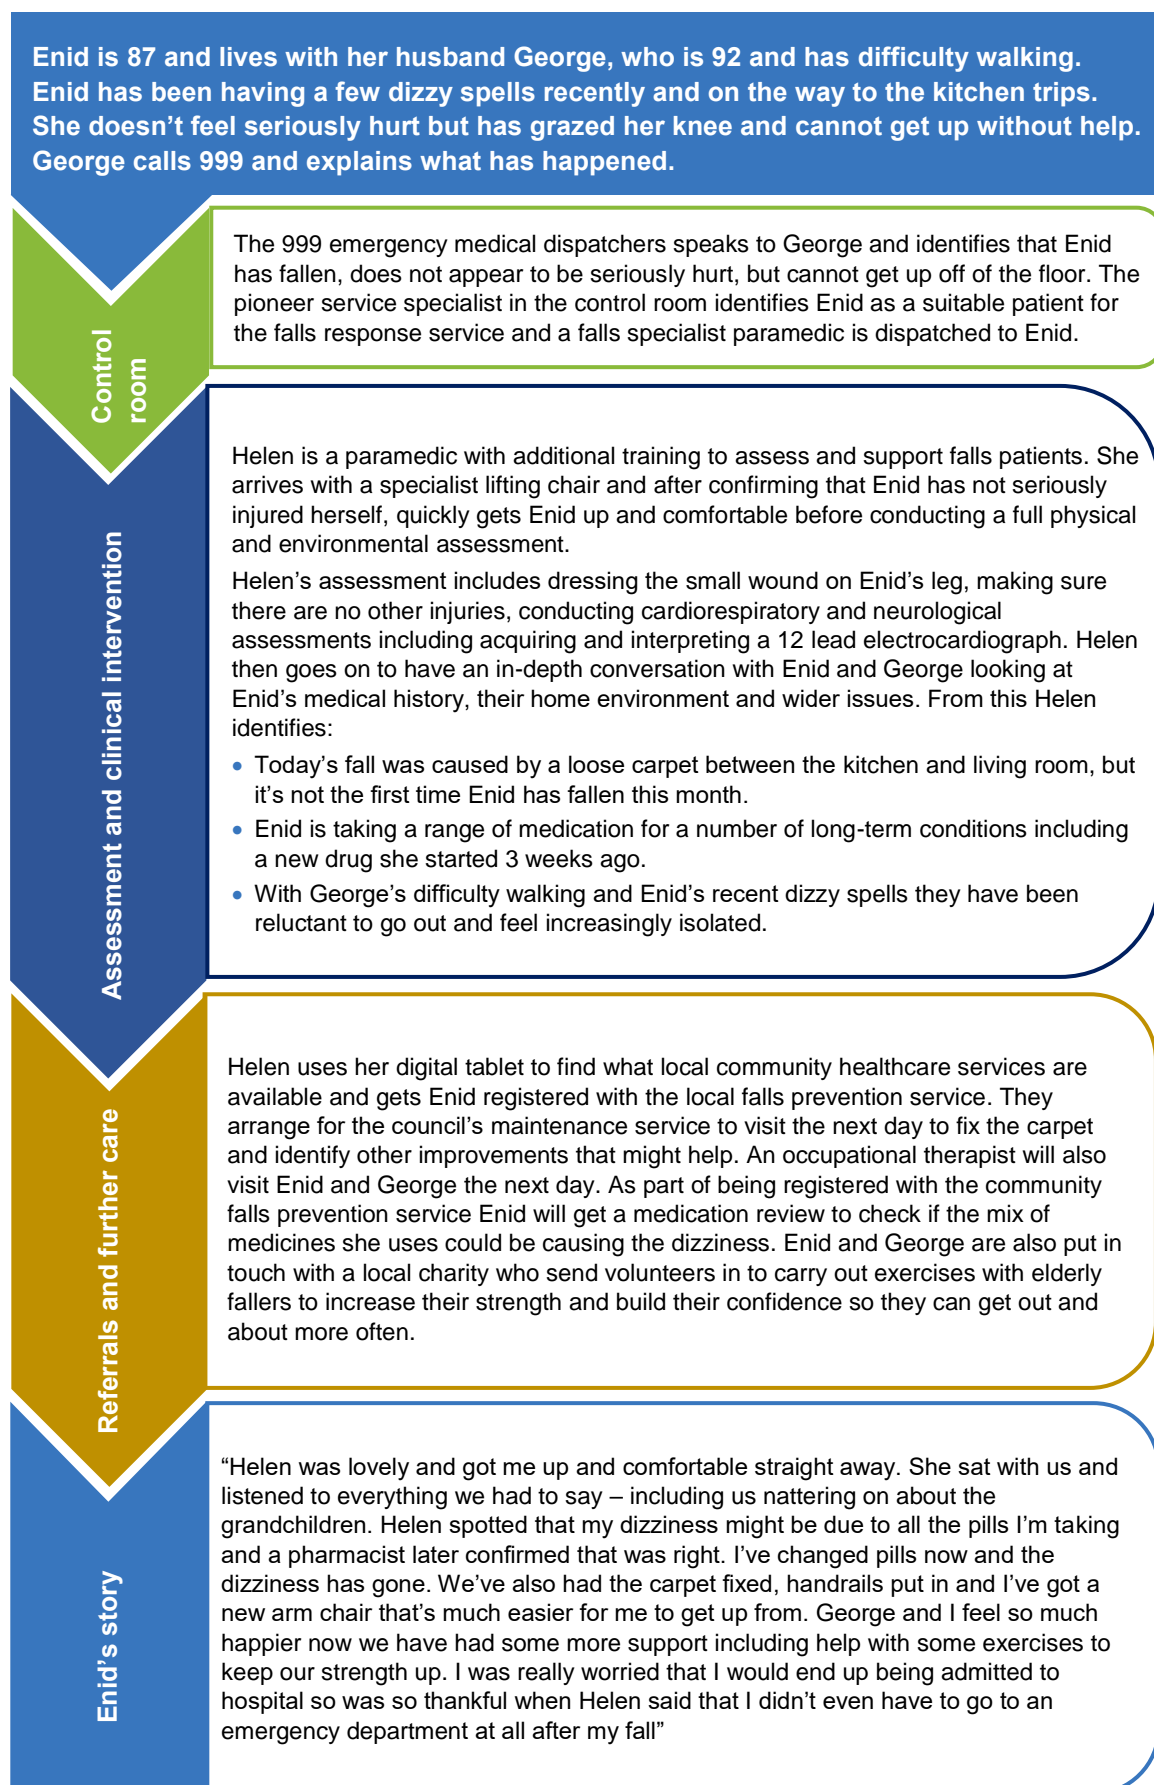 Enid is 87 and lives with her husband George, who is 92 and has difficulty walking.
Enid has been having a few dizzy spells recently and on the way to the kitchen trips.
She doesn’t feel seriously hurt but has grazed her knee and cannot get up without help.
George calls 999 and explains what has happened.
Control
room
The 999 emergency medical dispatchers speaks to George and identifies that Enid
has fallen, does not appear to be seriously hurt, but cannot get up off of the floor. The
pioneer service specialist in the control room identifies Enid as a suitable patient for
the falls response service and a falls specialist paramedic is dispatched to Enid.
Assessment and clinical intervention
Helen is a paramedic with additional training to assess and support falls patients. She
arrives with a specialist lifting chair and after confirming that Enid has not seriously
injured herself, quickly gets Enid up and comfortable before conducting a full physical
and environmental assessment.
Helen’s assessment includes dressing the small wound on Enid’s leg, making sure
there are no other injuries, conducting cardiorespiratory and neurological
assessments including acquiring and interpreting a 12 lead electrocardiograph. Helen
then goes on to have an in-depth conversation with Enid and George looking at
Enid’s medical history, their home environment and wider issues. From this Helen
identifies:
• Today’s fall was caused by a loose carpet between the kitchen and living room, but
it’s not the first time Enid has fallen this month.
• Enid is taking a range of medication for a number of long-term conditions including
a new drug she started 3 weeks ago.
• With George’s difficulty walking and Enid’s recent dizzy spells they have been
reluctant to go out and feel increasingly isolated.
Referrals and further care
Helen uses her digital tablet to find what local community healthcare services are
available and gets Enid registered with the local falls prevention service. They
arrange for the council’s maintenance service to visit the next day to fix the carpet
and identify other improvements that might help. An occupational therapist will also
visit Enid and George the next day. As part of being registered with the community
falls prevention service Enid will get a medication review to check if the mix of
medicines she uses could be causing the dizziness. Enid and George are also put in
touch with a local charity who send volunteers in to carry out exercises with elderly
fallers to increase their strength and build their confidence so they can get out and
about more often.
Enid’s story
“Helen was lovely and got me up and comfortable straight away. She sat with us and
listened to everything we had to say – including us nattering on about the
grandchildren. Helen spotted that my dizziness might be due to all the pills I’m taking
and a pharmacist later confirmed that was right. I’ve changed pills now and the
dizziness has gone. We’ve also had the carpet fixed, handrails put in and I’ve got a
new arm chair that’s much easier for me to get up from. George and I feel so much
happier now we have had some more support including help with some exercises to
keep our strength up. I was really worried that I would end up being admitted to
hospital so was so thankful when Helen said that I didn’t even have to go to an
emergency department at all after my fall”